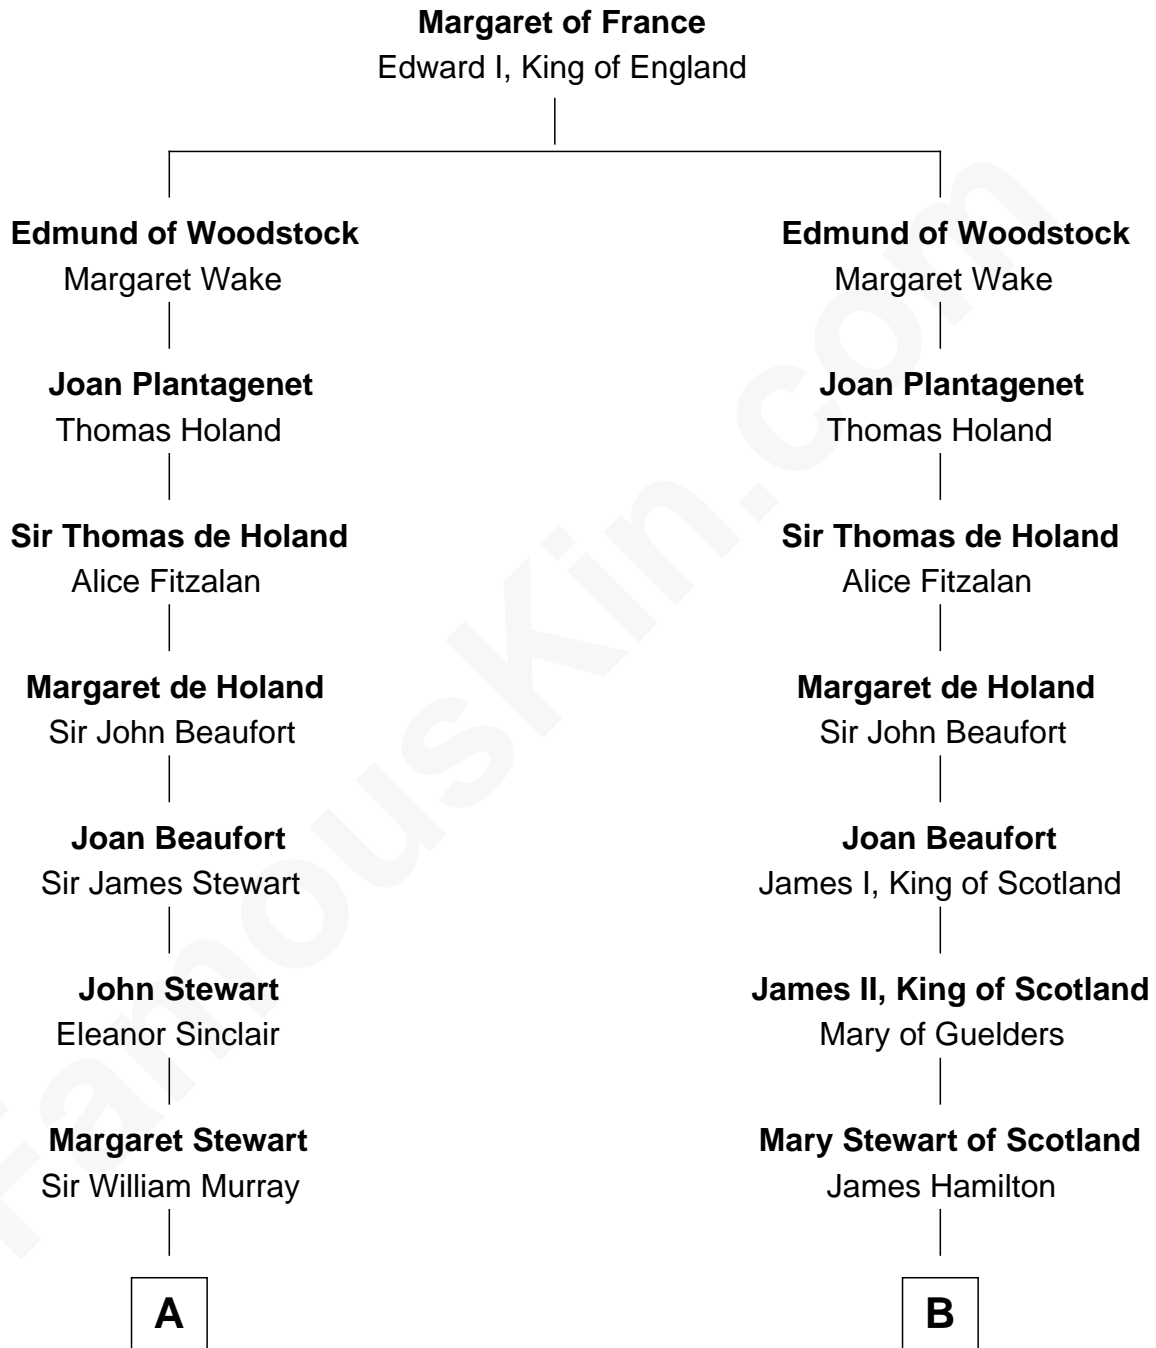 Margaret of France
Edward I, King of England
Edmund of Woodstock
Margaret Wake
Joan Plantagenet
Thomas Holand
Sir Thomas de Holand
Alice Fitzalan
Margaret de Holand
Sir John Beaufort
Joan Beaufort
Sir James Stewart
John Stewart
Eleanor Sinclair
Margaret Stewart
Sir William Murray
A
Edmund of Woodstock
Margaret Wake
Joan Plantagenet
Thomas Holand
Sir Thomas de Holand
Alice Fitzalan
Margaret de Holand
Sir John Beaufort
Joan Beaufort
James I, King of Scotland
James II, King of Scotland
Mary of Guelders
Mary Stewart of Scotland
James Hamilton
B
FamousKin.com